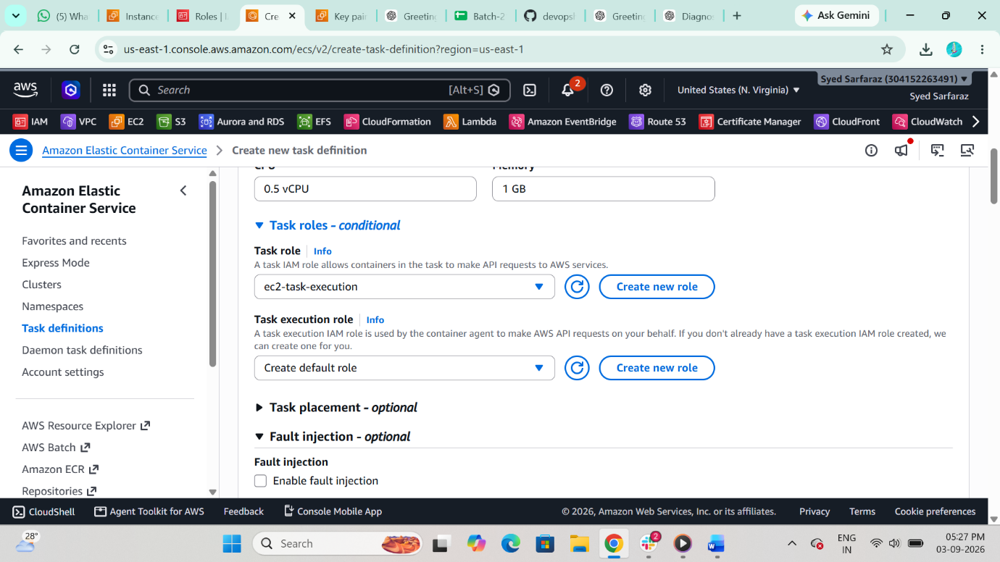 (5) Wha
Instance
Roles | I
Cre
Key pair
Greeting
Batch-2
devopsl
Greeting
Diagnos
Ask Gemini
us-east-1.console.aws.amazon.com/ecs/v2/create-task-definition?region=us-east-1
aws
Search [Alt+S]
2
United States (N. Virginia)
Syed Sarfaraz (304152263491)
Syed Sarfaraz
IAM VPC EC2 S3 Aurora and RDS EFS CloudFormation Lambda Amazon EventBridge Route 53 Certificate Manager CloudFront CloudWatch
Amazon Elastic Container Service > Create new task definition
Amazon Elastic
Container Service
Favorites and recents
Express Mode
Clusters
Namespaces
Task definitions
Daemon task definitions
Account settings
AWS Resource Explorer
AWS Batch
Amazon ECR
Repositories
CPU Memory
0.5 vCPU 1 GB
Task roles - conditional
Task role Info
A task IAM role allows containers in the task to make API requests to AWS services.
ec2-task-execution Create new role
Task execution role Info
A task execution IAM role is used by the container agent to make AWS API requests on your behalf. If you don't already have a task execution IAM role created, we
can create one for you.
Create default role Create new role
Task placement - optional
Fault injection - optional
Fault injection
Enable fault injection
CloudShell Agent Toolkit for AWS Feedback Console Mobile App © 2026, Amazon Web Services, Inc. or its affiliates. Privacy Terms Cookie preferences
28°
Search
2
ENG
IN
05:27 PM
03-09-2026